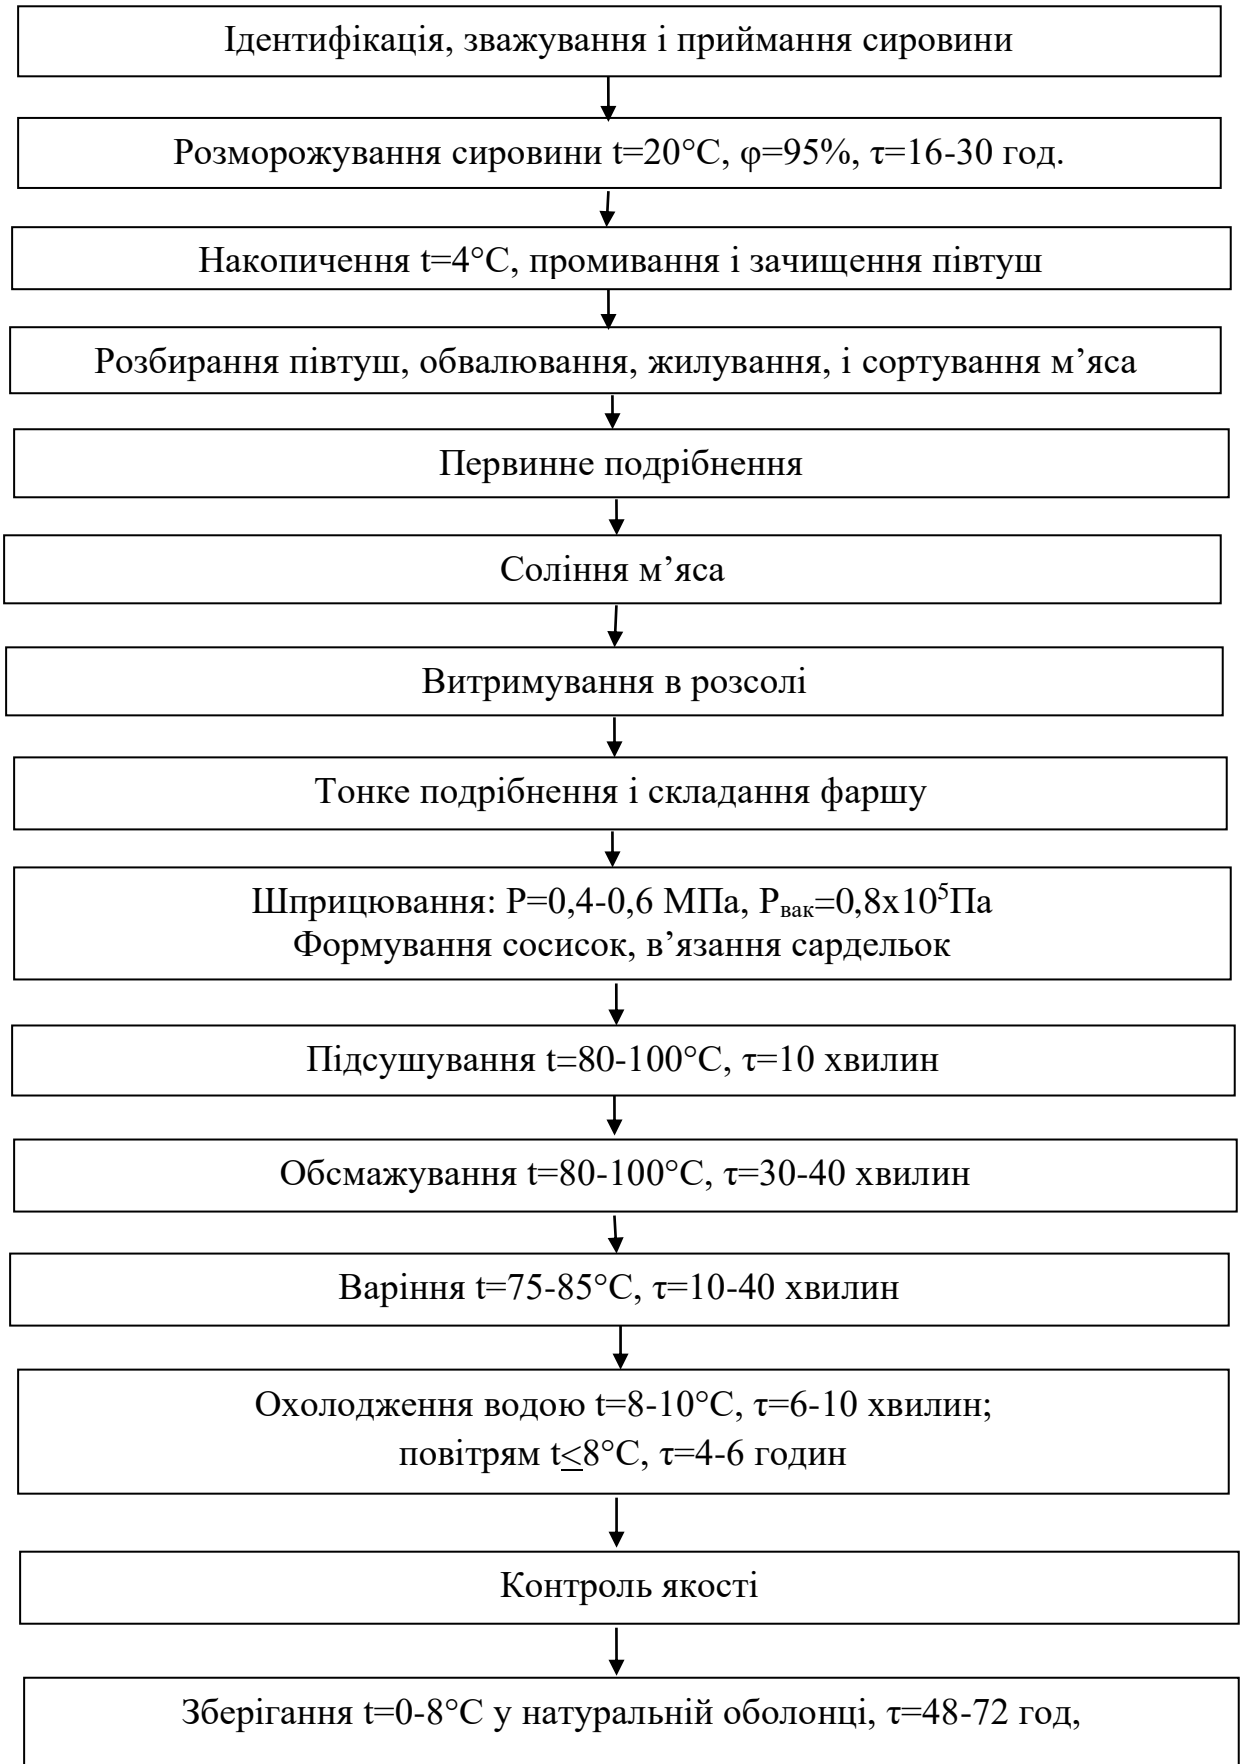 Ідентифікація, зважування і приймання сировини
Розморожування сировини t=20°C, φ=95%, τ=16-30 год.
Накопичення t=4°C, промивання і зачищення півтуш
Розбирання півтуш, обвалювання, жилування, і сортування м’яса
Первинне подрібнення
Соління м’яса
Витримування в розсолі
Тонке подрібнення і складання фаршу
Шприцювання: Р=0,4-0,6 МПа, Рвак=0,8х10⁵Па
Формування сосисок, в’язання сардельок
Підсушування t=80-100°C, τ=10 хвилин
Обсмажування t=80-100°C, τ=30-40 хвилин
Варіння t=75-85°C, τ=10-40 хвилин
Охолодження водою t=8-10°C, τ=6-10 хвилин;
повітрям t≤8°C, τ=4-6 годин
Контроль якості
Зберігання t=0-8°C у натуральній оболонці, τ=48-72 год,